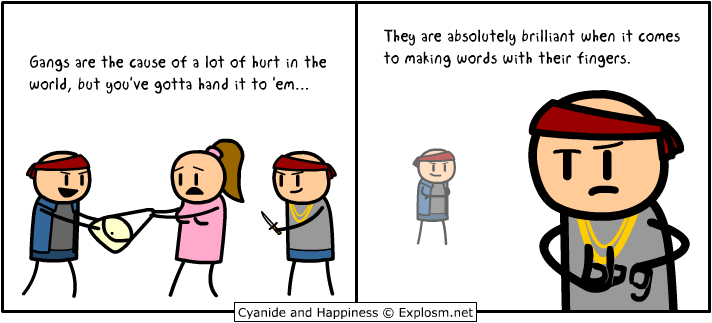 Gangs are the cause of a lot of hurt in the
world, but you've gotta hand it to 'em...
They are absolutely brilliant when it comes
to making words with their fingers.
bbg
Cyanide and Happiness © Explosm.net